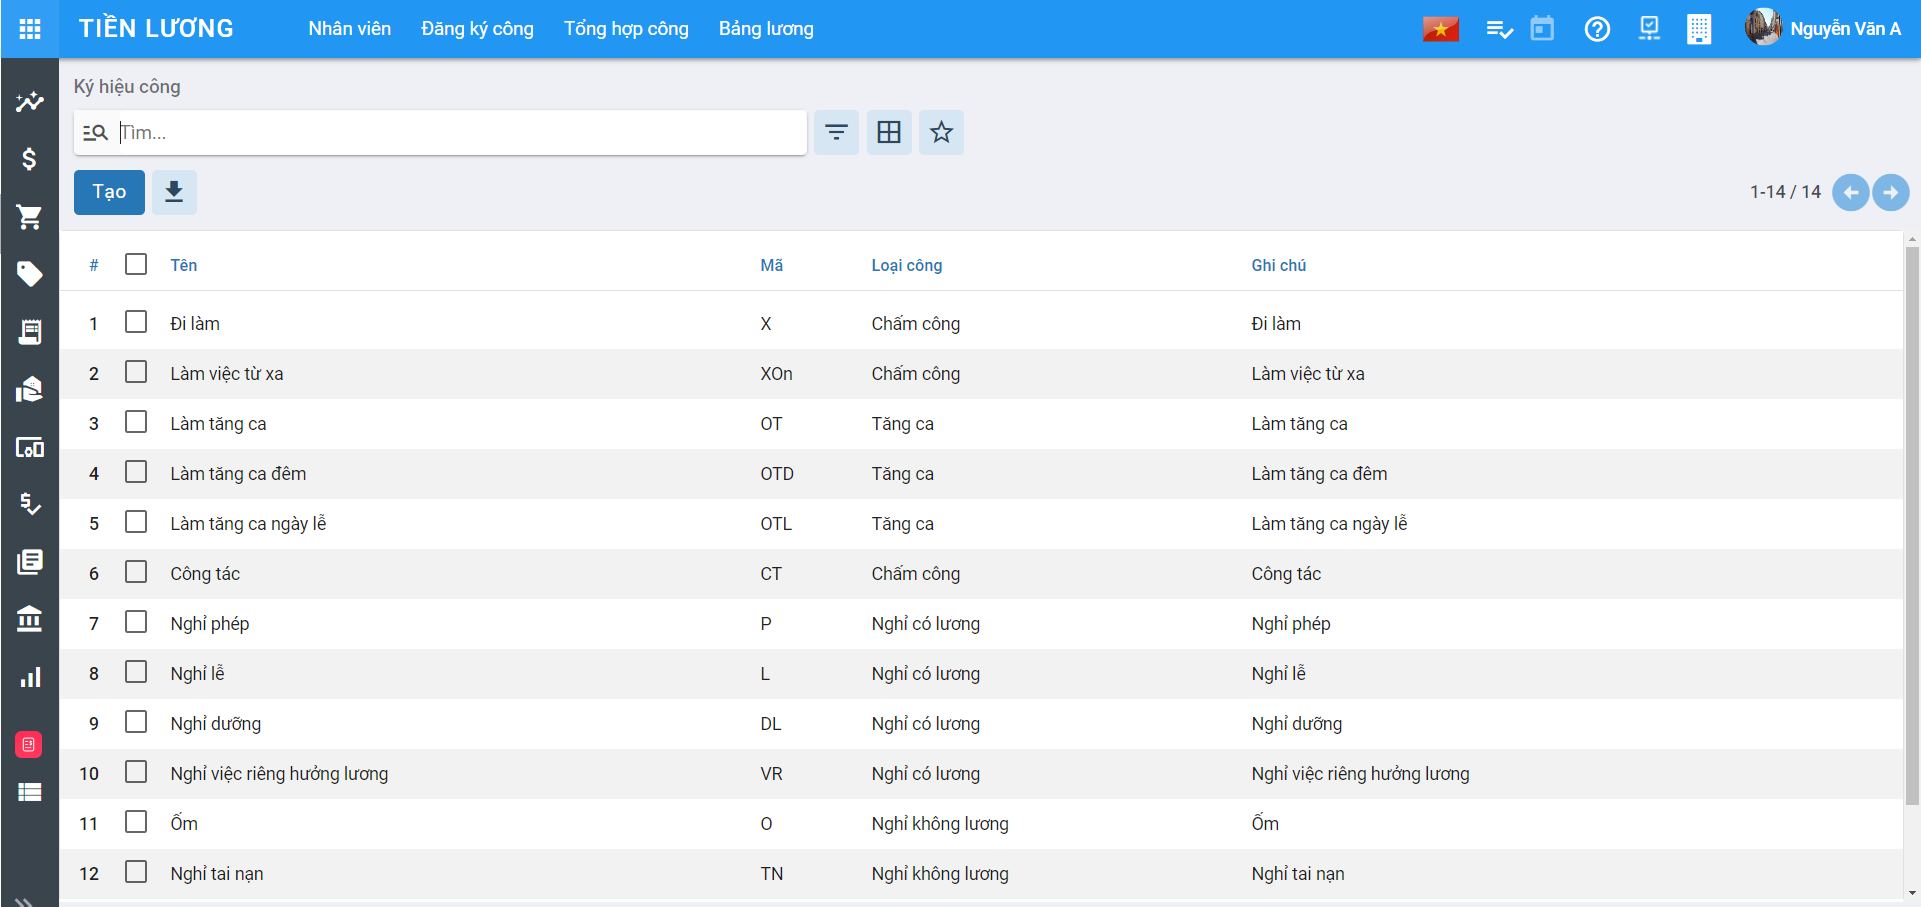 TIỀN LƯƠNG Nhân viên Đăng ký công Tổng hợp công Bảng lương Nguyễn Văn A
Ký hiệu công
Tìm...
Tạo 1-14 / 14
# Tên Mã Loại công Ghi chú
1 Đi làm X Chấm công Đi làm
2 Làm việc từ xa XOn Chấm công Làm việc từ xa
3 Làm tăng ca OT Tăng ca Làm tăng ca
4 Làm tăng ca đêm OTD Tăng ca Làm tăng ca đêm
5 Làm tăng ca ngày lễ OTL Tăng ca Làm tăng ca ngày lễ
6 Công tác CT Chấm công Công tác
7 Nghỉ phép P Nghỉ có lương Nghỉ phép
8 Nghỉ lễ L Nghỉ có lương Nghỉ lễ
9 Nghỉ dưỡng DL Nghỉ có lương Nghỉ dưỡng
10 Nghỉ việc riêng hưởng lương VR Nghỉ có lương Nghỉ việc riêng hưởng lương
11 Ốm O Nghỉ không lương Ốm
12 Nghỉ tai nạn TN Nghỉ không lương Nghỉ tai nạn